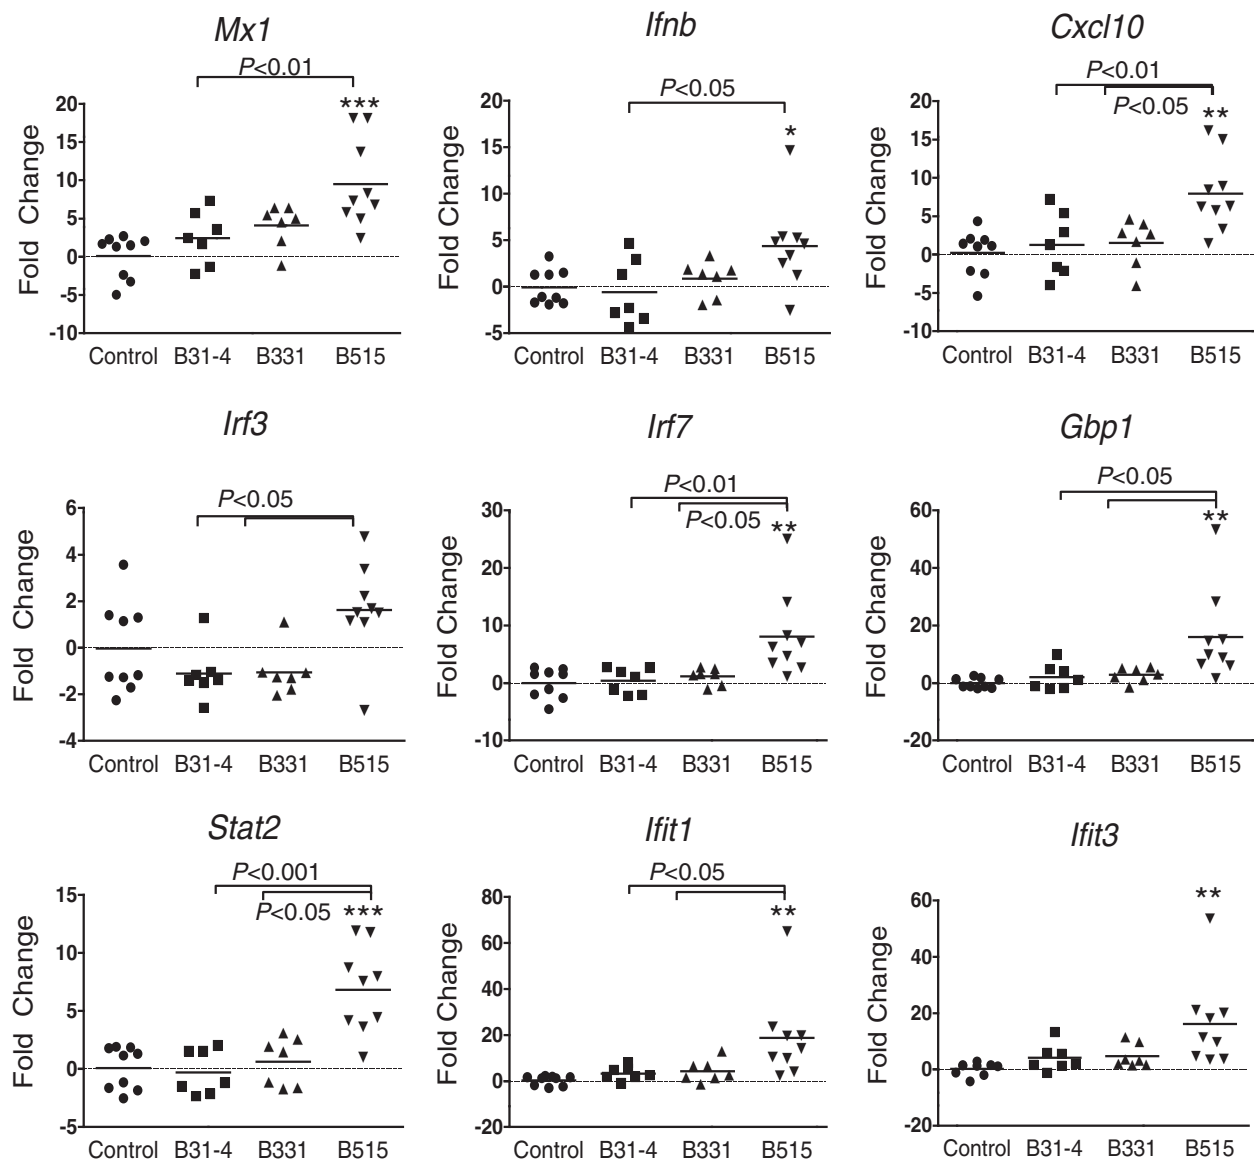 Mx1
P<0.01
***
Fold Change
20
15
10
5
0
-5
-10
Control B31-4 B331 B515
Ifnb
P<0.05
*
Fold Change
20
15
10
5
0
-5
Control B31-4 B331 B515
Cxcl10
P<0.01
P<0.05
**
Fold Change
20
15
10
5
0
-5
-10
Control B31-4 B331 B515
Irf3
P<0.05
Fold Change
6
4
2
0
-2
-4
Control B31-4 B331 B515
Irf7
P<0.01
P<0.05
**
Fold Change
30
20
10
0
-10
Control B31-4 B331 B515
Gbp1
P<0.05
**
Fold Change
60
40
20
0
-20
Control B31-4 B331 B515
Stat2
P<0.001
P<0.05
***
Fold Change
15
10
5
0
-5
Control B31-4 B331 B515
Ifit1
P<0.05
**
Fold Change
80
60
40
20
0
-20
Control B31-4 B331 B515
Ifit3
**
Fold Change
60
40
20
0
-20
Control B31-4 B331 B515